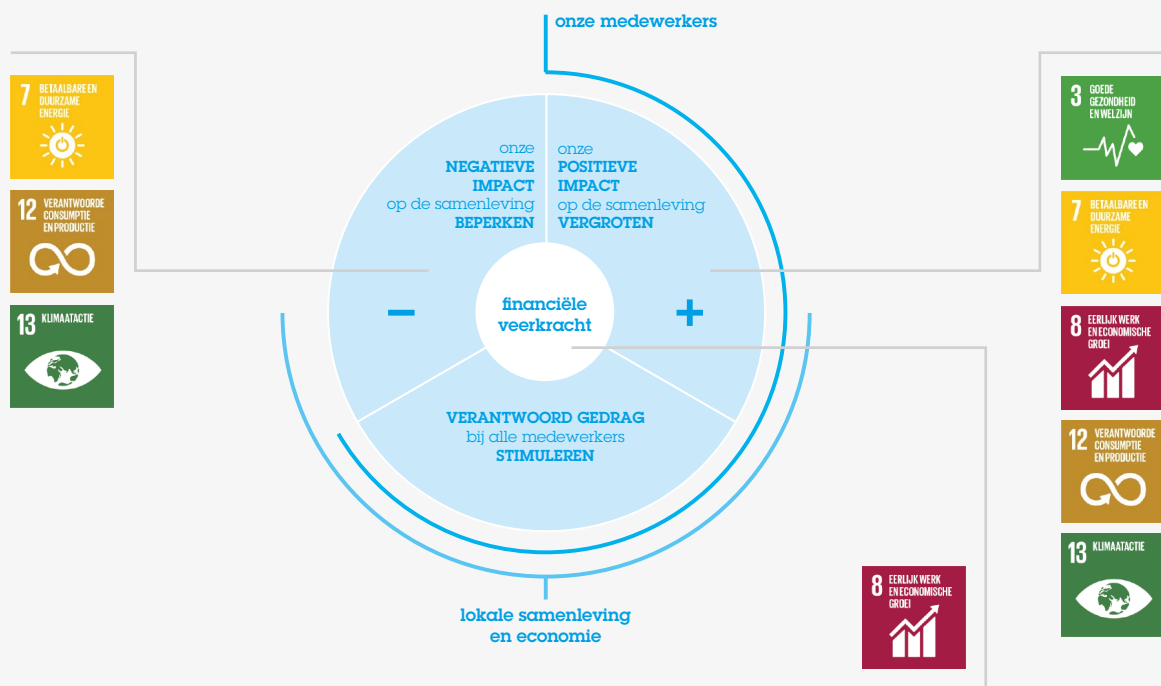 onze medewerkers
7 BETAALBARE EN
DUURZAME
ENERGIE
12 VERANTWOORDE
CONSUMPTIE
EN PRODUCTIE
13 KLIMAATACTIE
onze
NEGATIEVE
IMPACT
op de samenleving
BEPERKEN
onze
POSITIEVE
IMPACT
op de samenleving
VERGROTEN
–
financiële
veerkracht
+
VERANTWOORD GEDRAG
bij alle medewerkers
STIMULEREN
lokale samenleving
en economie
3 GOEDE
GEZONDHEID
EN WELZIJN
7 BETAALBARE EN
DUURZAME
ENERGIE
8 EERLIJK WERK
EN ECONOMISCHE
GROEI
12 VERANTWOORDE
CONSUMPTIE
EN PRODUCTIE
13 KLIMAATACTIE
8 EERLIJK WERK
EN ECONOMISCHE
GROEI